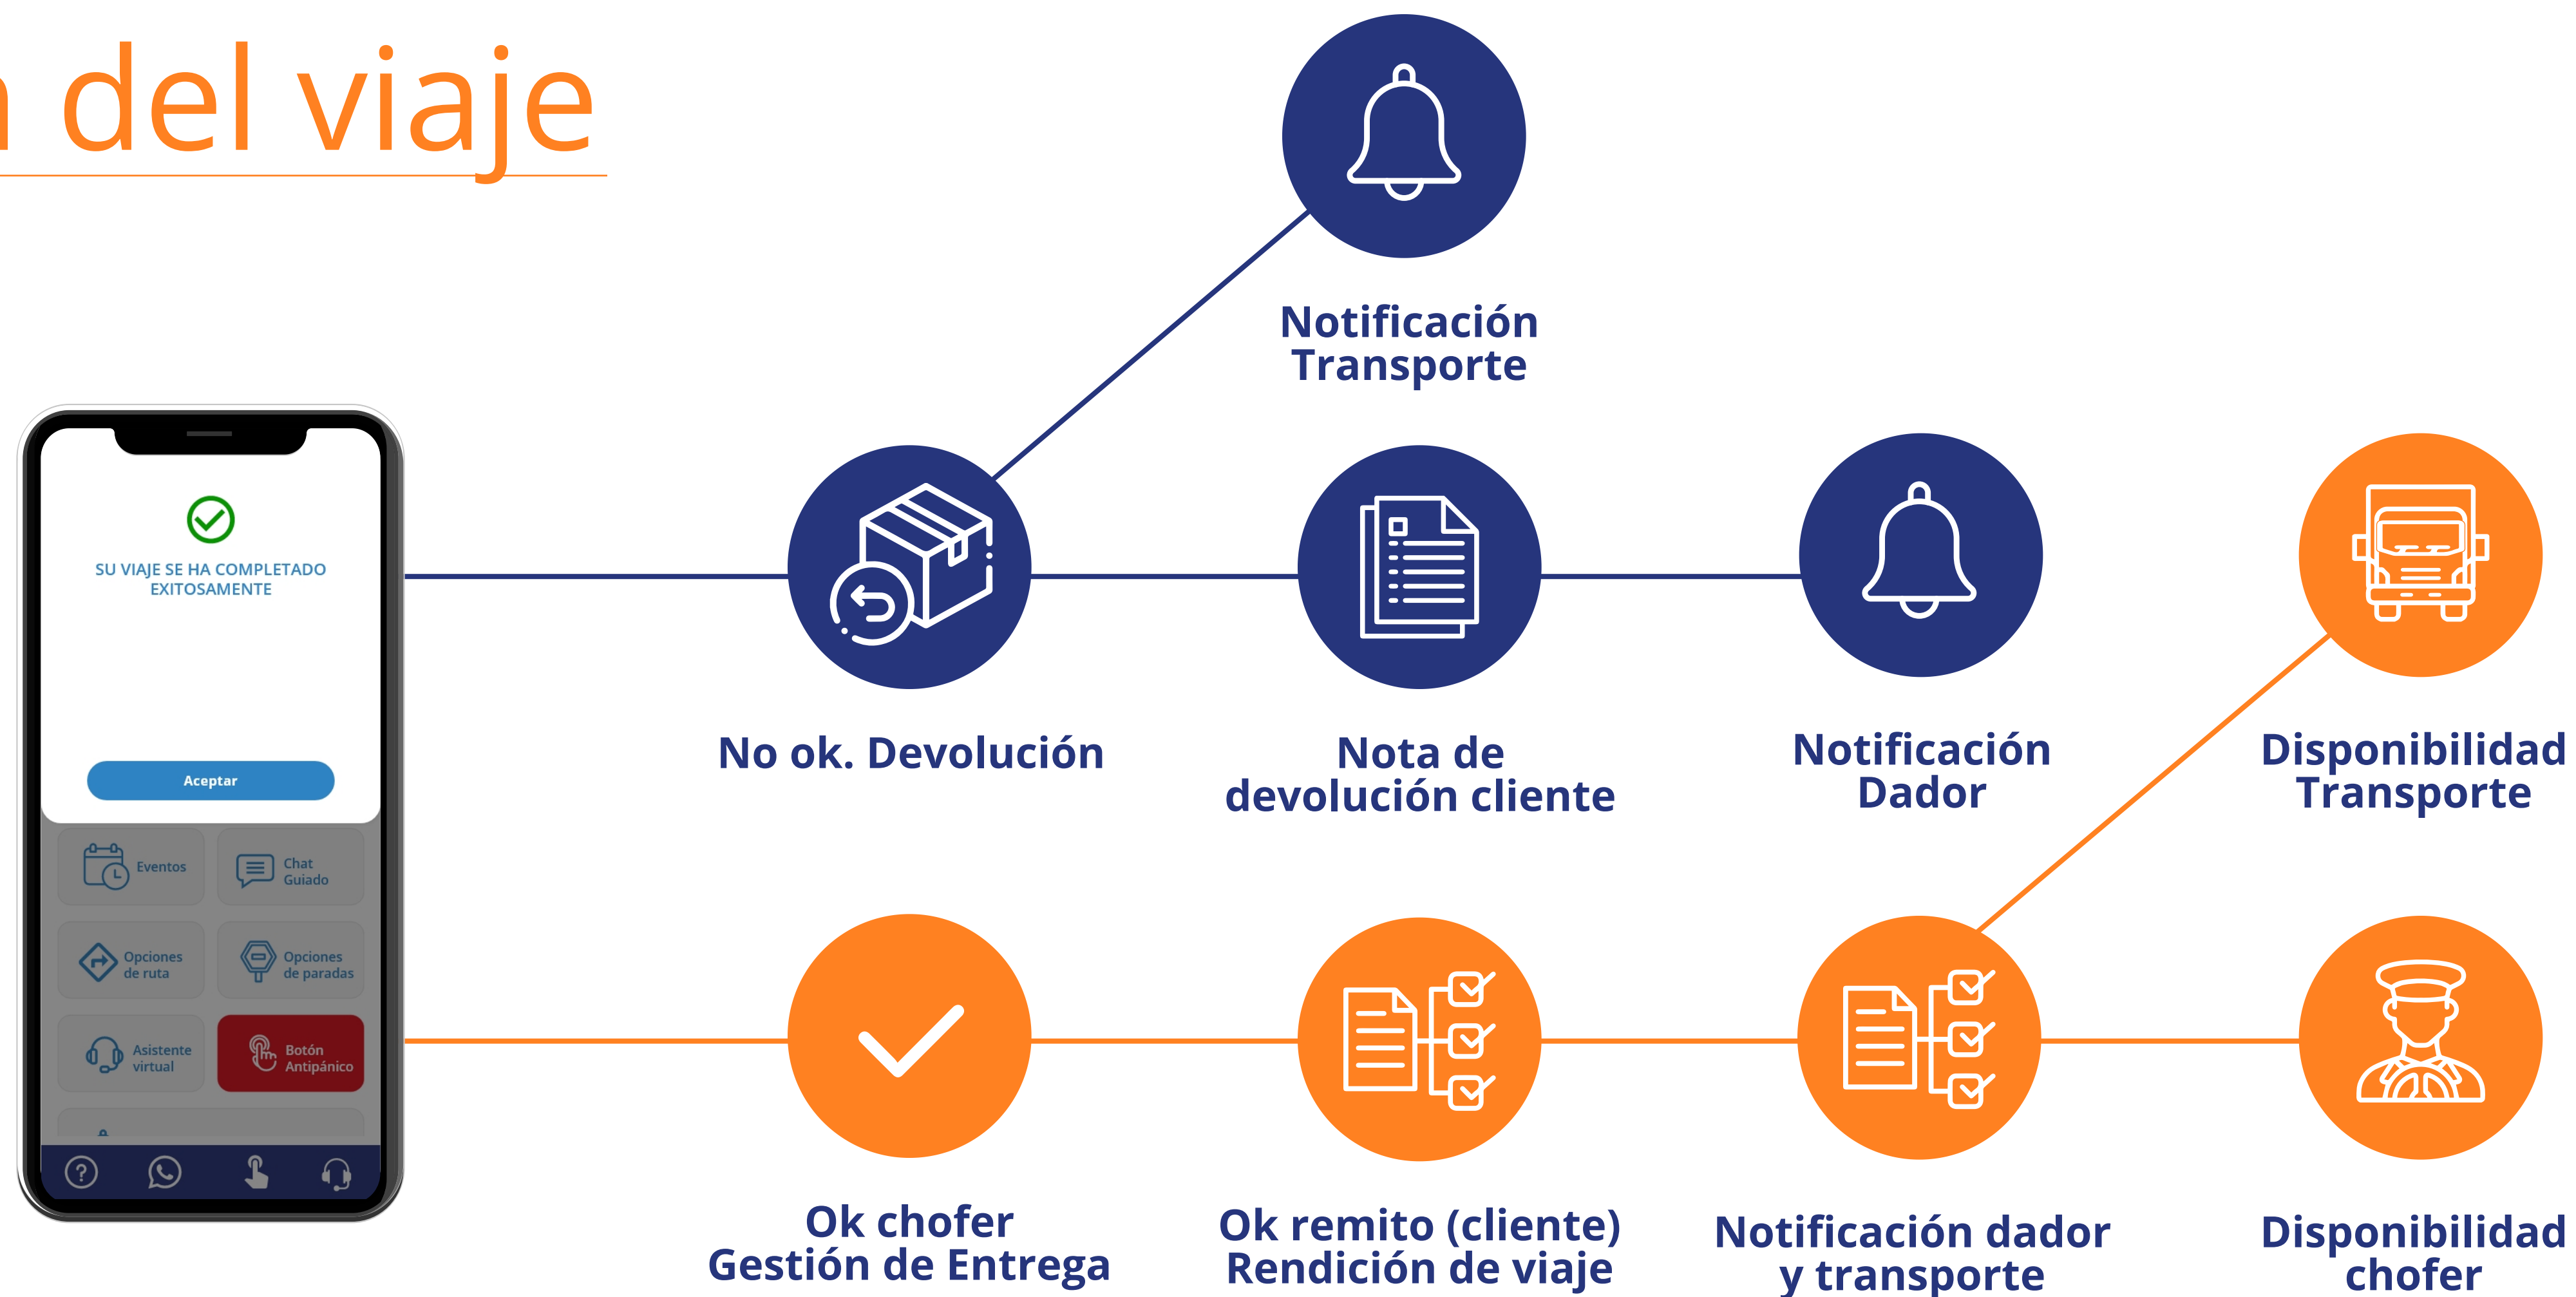 del viaje
Notificación
Transporte
SU VIAJE SE HA COMPLETADO
EXITOSAMENTE
Aceptar
Eventos
Chat
Guiado
Opciones
de ruta
Opciones
de paradas
Asistente
virtual
Botón
Antipánico
No ok. Devolución
Nota de
devolución cliente
Notificación
Dador
Disponibilidad
Transporte
Ok chofer
Gestión de Entrega
Ok remito (cliente)
Rendición de viaje
Notificación dador
y transporte
Disponibilidad
chofer